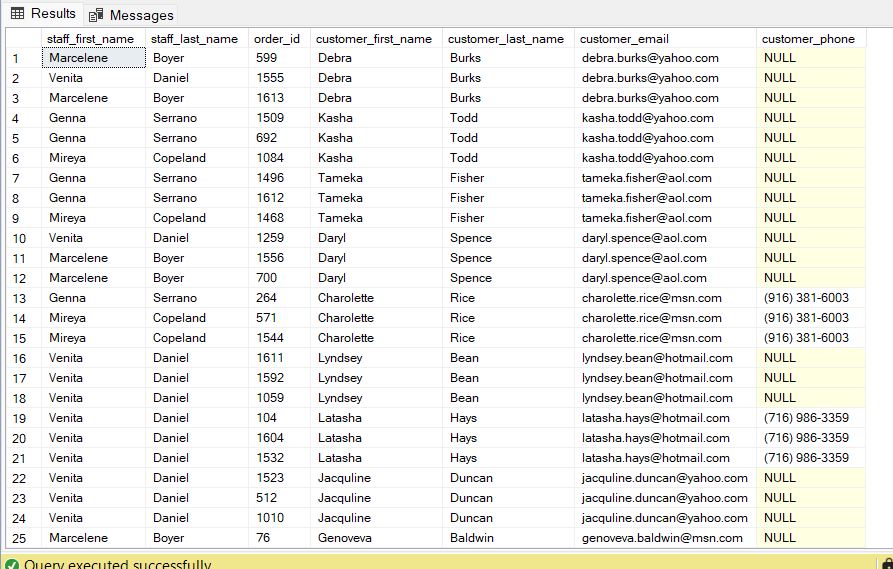 Results Messages
staff_first_name staff_last_name order_id customer_first_name customer_last_name customer_email customer_phone
1 Marcelene Boyer 599 Debra Burks debra.burks@yahoo.com NULL
2 Venita Daniel 1555 Debra Burks debra.burks@yahoo.com NULL
3 Marcelene Boyer 1613 Debra Burks debra.burks@yahoo.com NULL
4 Genna Serrano 1509 Kasha Todd kasha.todd@yahoo.com NULL
5 Genna Serrano 692 Kasha Todd kasha.todd@yahoo.com NULL
6 Mireya Copeland 1084 Kasha Todd kasha.todd@yahoo.com NULL
7 Genna Serrano 1496 Tameka Fisher tameka.fisher@aol.com NULL
8 Genna Serrano 1612 Tameka Fisher tameka.fisher@aol.com NULL
9 Mireya Copeland 1468 Tameka Fisher tameka.fisher@aol.com NULL
10 Venita Daniel 1259 Daryl Spence daryl.spence@aol.com NULL
11 Marcelene Boyer 1556 Daryl Spence daryl.spence@aol.com NULL
12 Marcelene Boyer 700 Daryl Spence daryl.spence@aol.com NULL
13 Genna Serrano 264 Charolette Rice charolette.rice@msn.com (916) 381-6003
14 Mireya Copeland 571 Charolette Rice charolette.rice@msn.com (916) 381-6003
15 Mireya Copeland 1544 Charolette Rice charolette.rice@msn.com (916) 381-6003
16 Venita Daniel 1611 Lyndsey Bean lyndsey.bean@hotmail.com NULL
17 Venita Daniel 1592 Lyndsey Bean lyndsey.bean@hotmail.com NULL
18 Venita Daniel 1059 Lyndsey Bean lyndsey.bean@hotmail.com NULL
19 Venita Daniel 104 Latasha Hays latasha.hays@hotmail.com (716) 986-3359
20 Venita Daniel 1604 Latasha Hays latasha.hays@hotmail.com (716) 986-3359
21 Venita Daniel 1532 Latasha Hays latasha.hays@hotmail.com (716) 986-3359
22 Venita Daniel 1523 Jacquline Duncan jacquline.duncan@yahoo.com NULL
23 Venita Daniel 512 Jacquline Duncan jacquline.duncan@yahoo.com NULL
24 Venita Daniel 1010 Jacquline Duncan jacquline.duncan@yahoo.com NULL
25 Marcelene Boyer 76 Genoveva Baldwin genoveva.baldwin@msn.com NULL
Query executed successfully